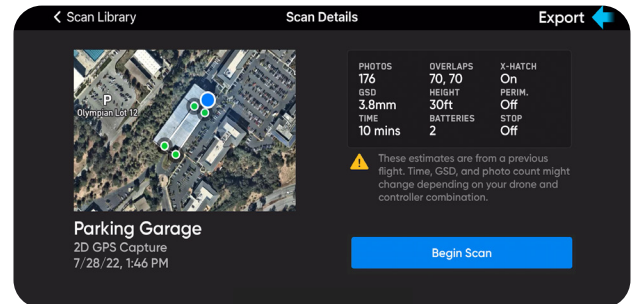 Scan Library
Scan Details
Export
P
Olympian Lot 12
PHOTOS OVERLAPS X-HATCH
176 70, 70 On
GSD HEIGHT PERIM.
3.8mm 30ft Off
TIME BATTERIES STOP
10 mins 2 Off
These estimates are from a previous
flight. Time, GSD, and photo count might
change depending on your drone and
controller combination.
Parking Garage
2D GPS Capture
7/28/22, 1:46 PM
Begin Scan